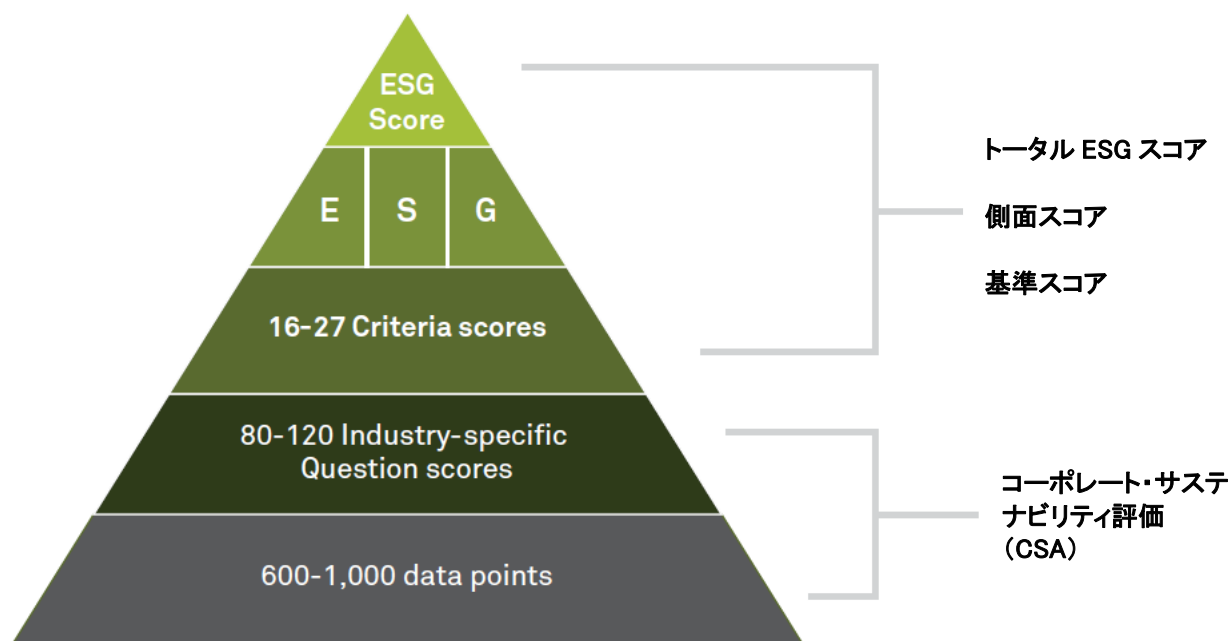 ESG
Score
E S G
16-27 Criteria scores
80-120 Industry-specific
Question scores
600-1,000 data points
トータル ESG スコア
側面スコア
基準スコア
コーポレート・サステ
ナビリティ評価
（CSA）